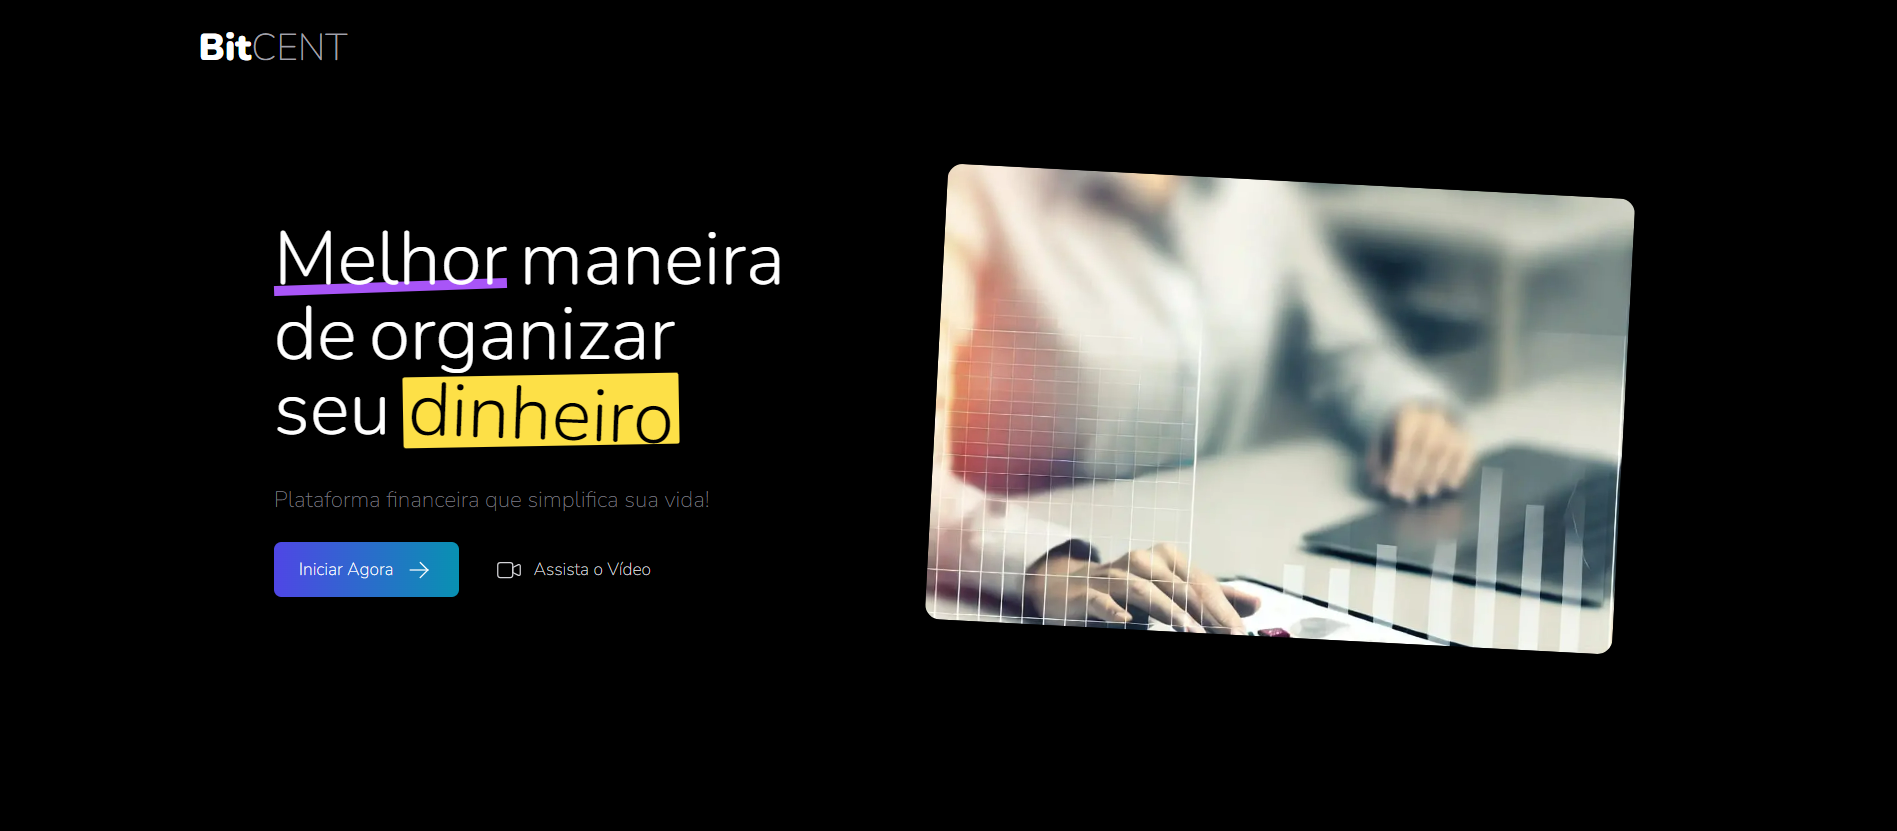 BitCENT
Melhor maneira
de organizar
seu dinheiro
Plataforma financeira que simplifica sua vida!
Iniciar Agora
Assista o Vídeo